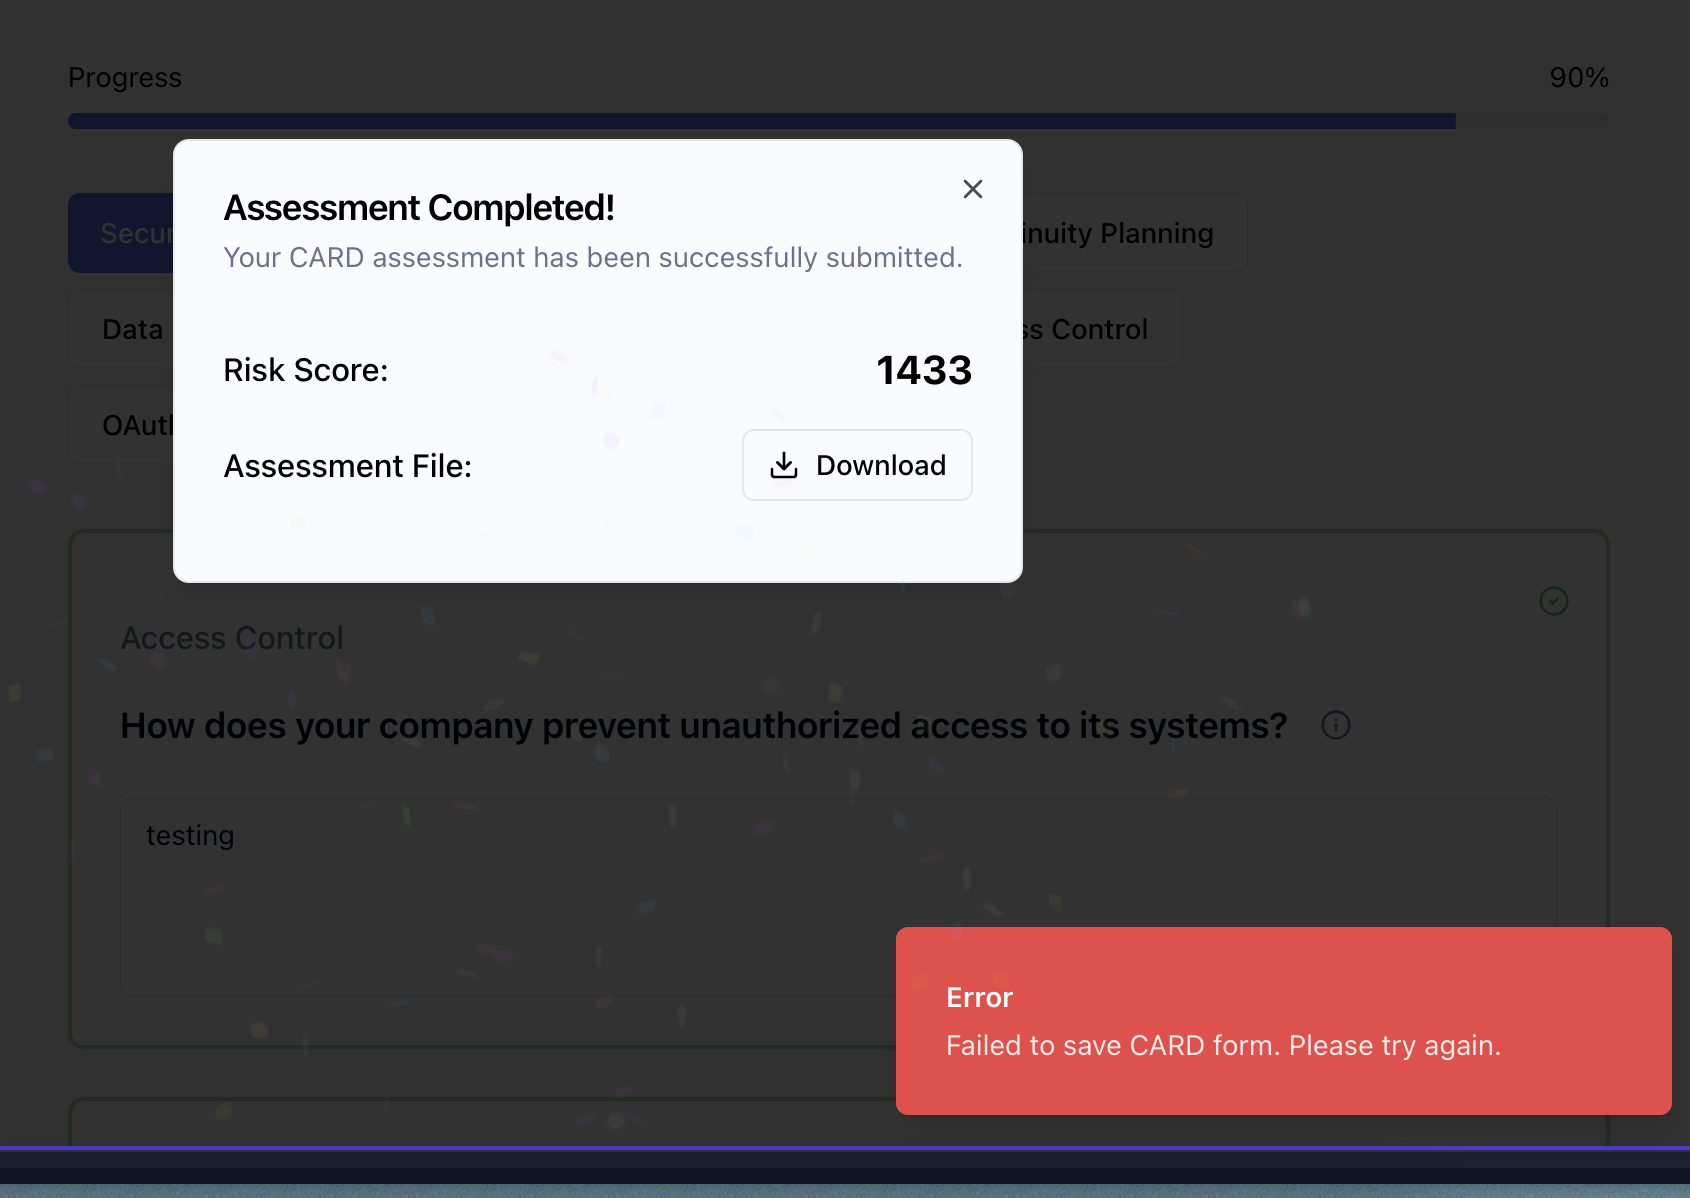 Progress
90%
Assessment Completed!
Your CARD assessment has been successfully submitted.
Risk Score:
1433
Assessment File:
Download
Secur
inuity Planning
Data
ss Control
OAuth
Access Control
How does your company prevent unauthorized access to its systems?
testing
Error
Failed to save CARD form. Please try again.